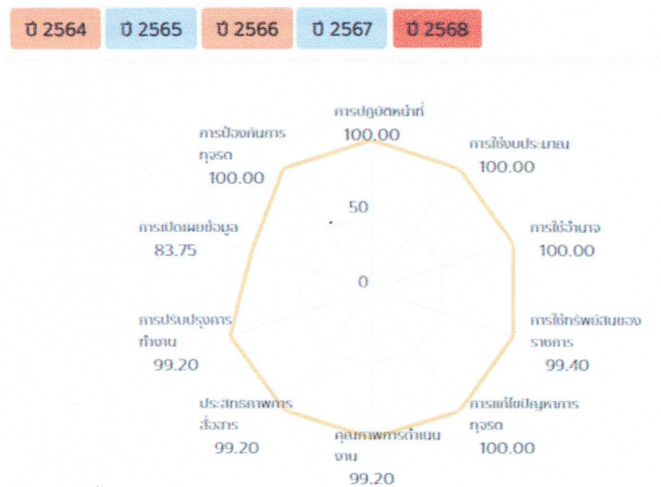 ปี 2564
ปี 2565
ปี 2566
ปี 2567
ปี 2568
การปฏิบัติหน้าที่
100.00
การใช้งบประมาณ
100.00
การใช้อำนาจ
100.00
การใช้ทรัพย์สินของ
ราชการ
99.40
การแก้ไขปัญหาการ
ทุจริต
100.00
คุณภาพการดำเนิน
งาน
99.20
ประสิทธิภาพการ
สื่อสาร
99.20
การปรับปรุงการ
ทำงาน
99.20
การเปิดเผยข้อมูล
83.75
การป้องกันการ
ทุจริต
100.00
50
0